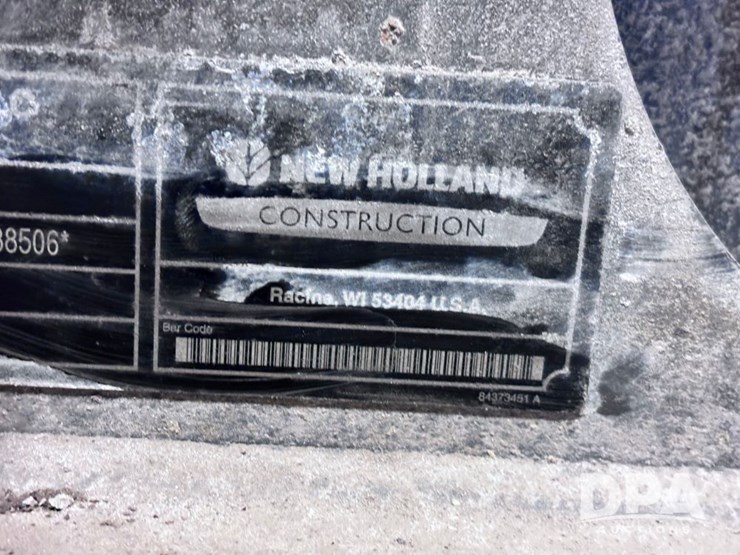 38506*
NEW HOLLAND
CONSTRUCTION
Racine, WI 53404 U.S.A.
Bar Code
84373451 A
DPA